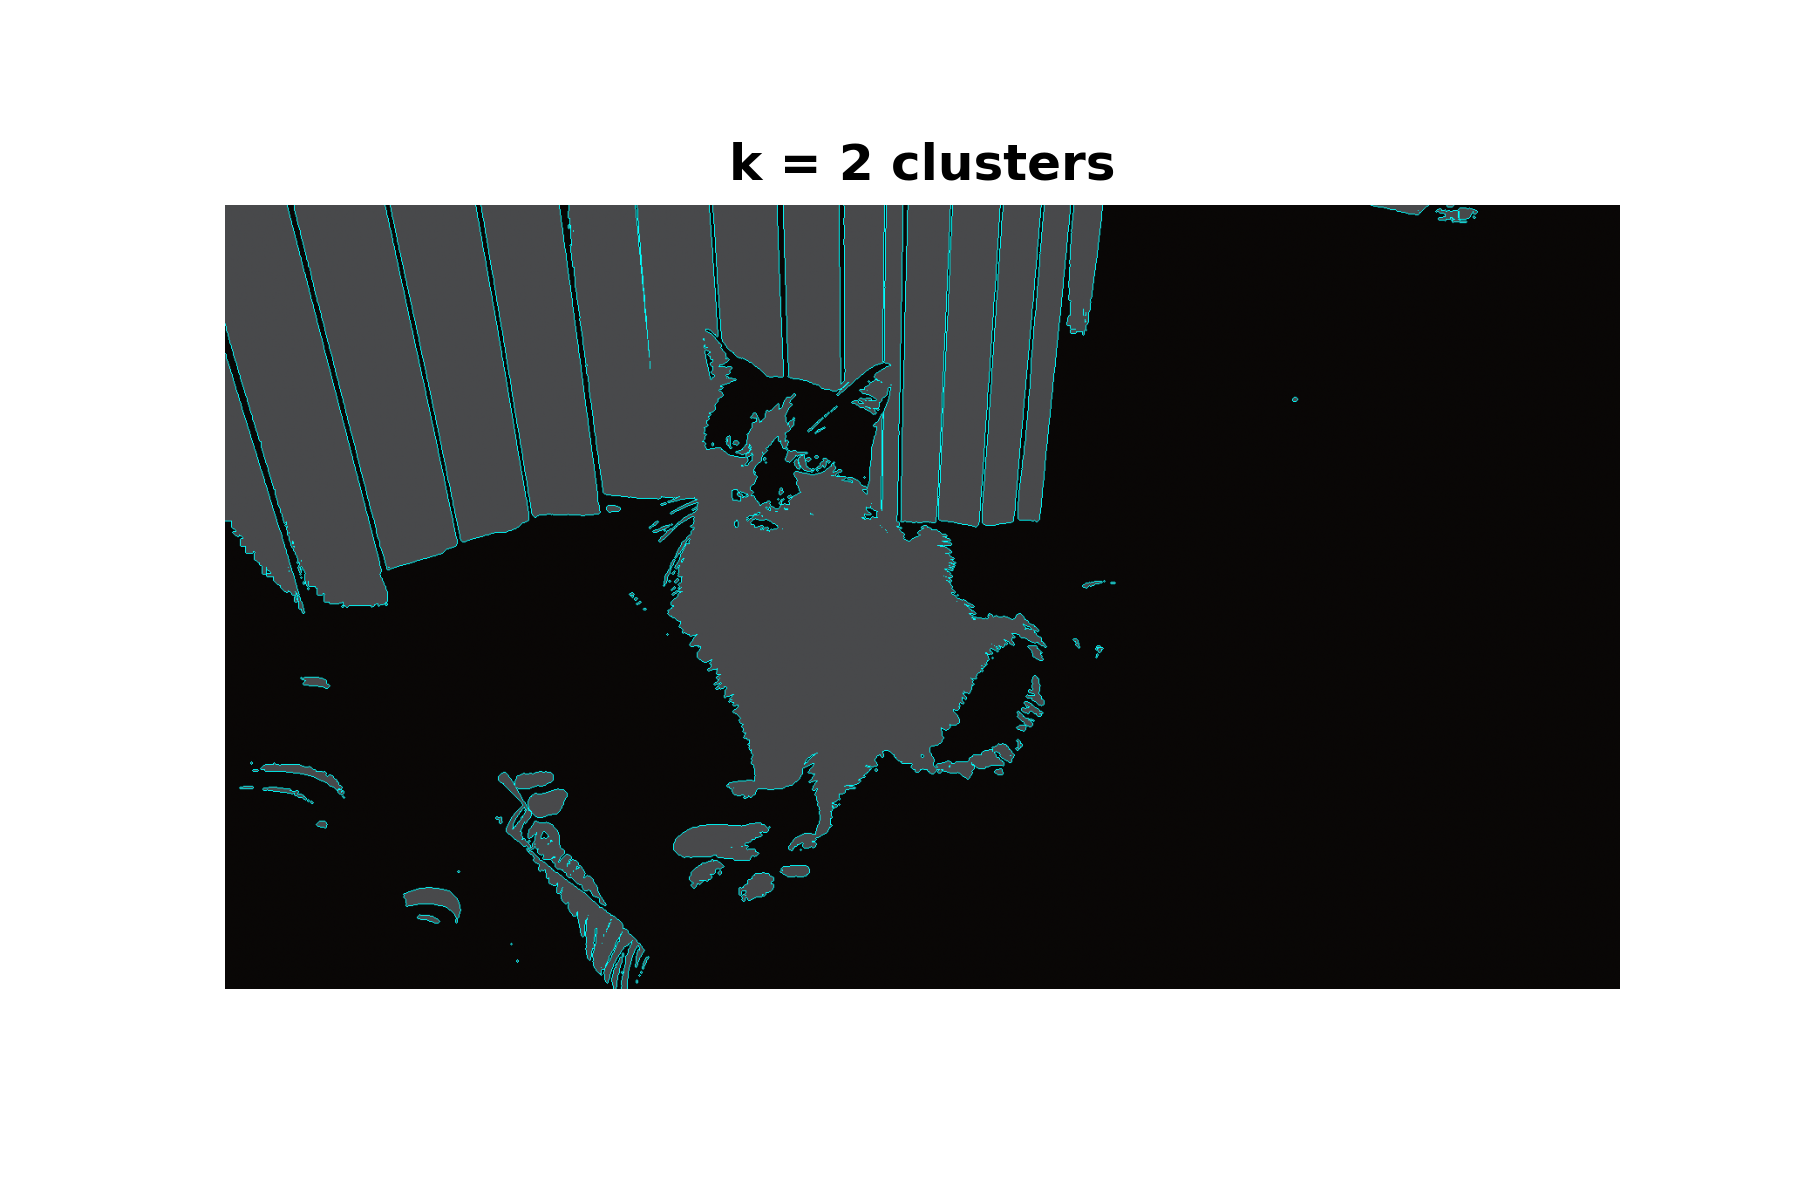 k = 2 clusters